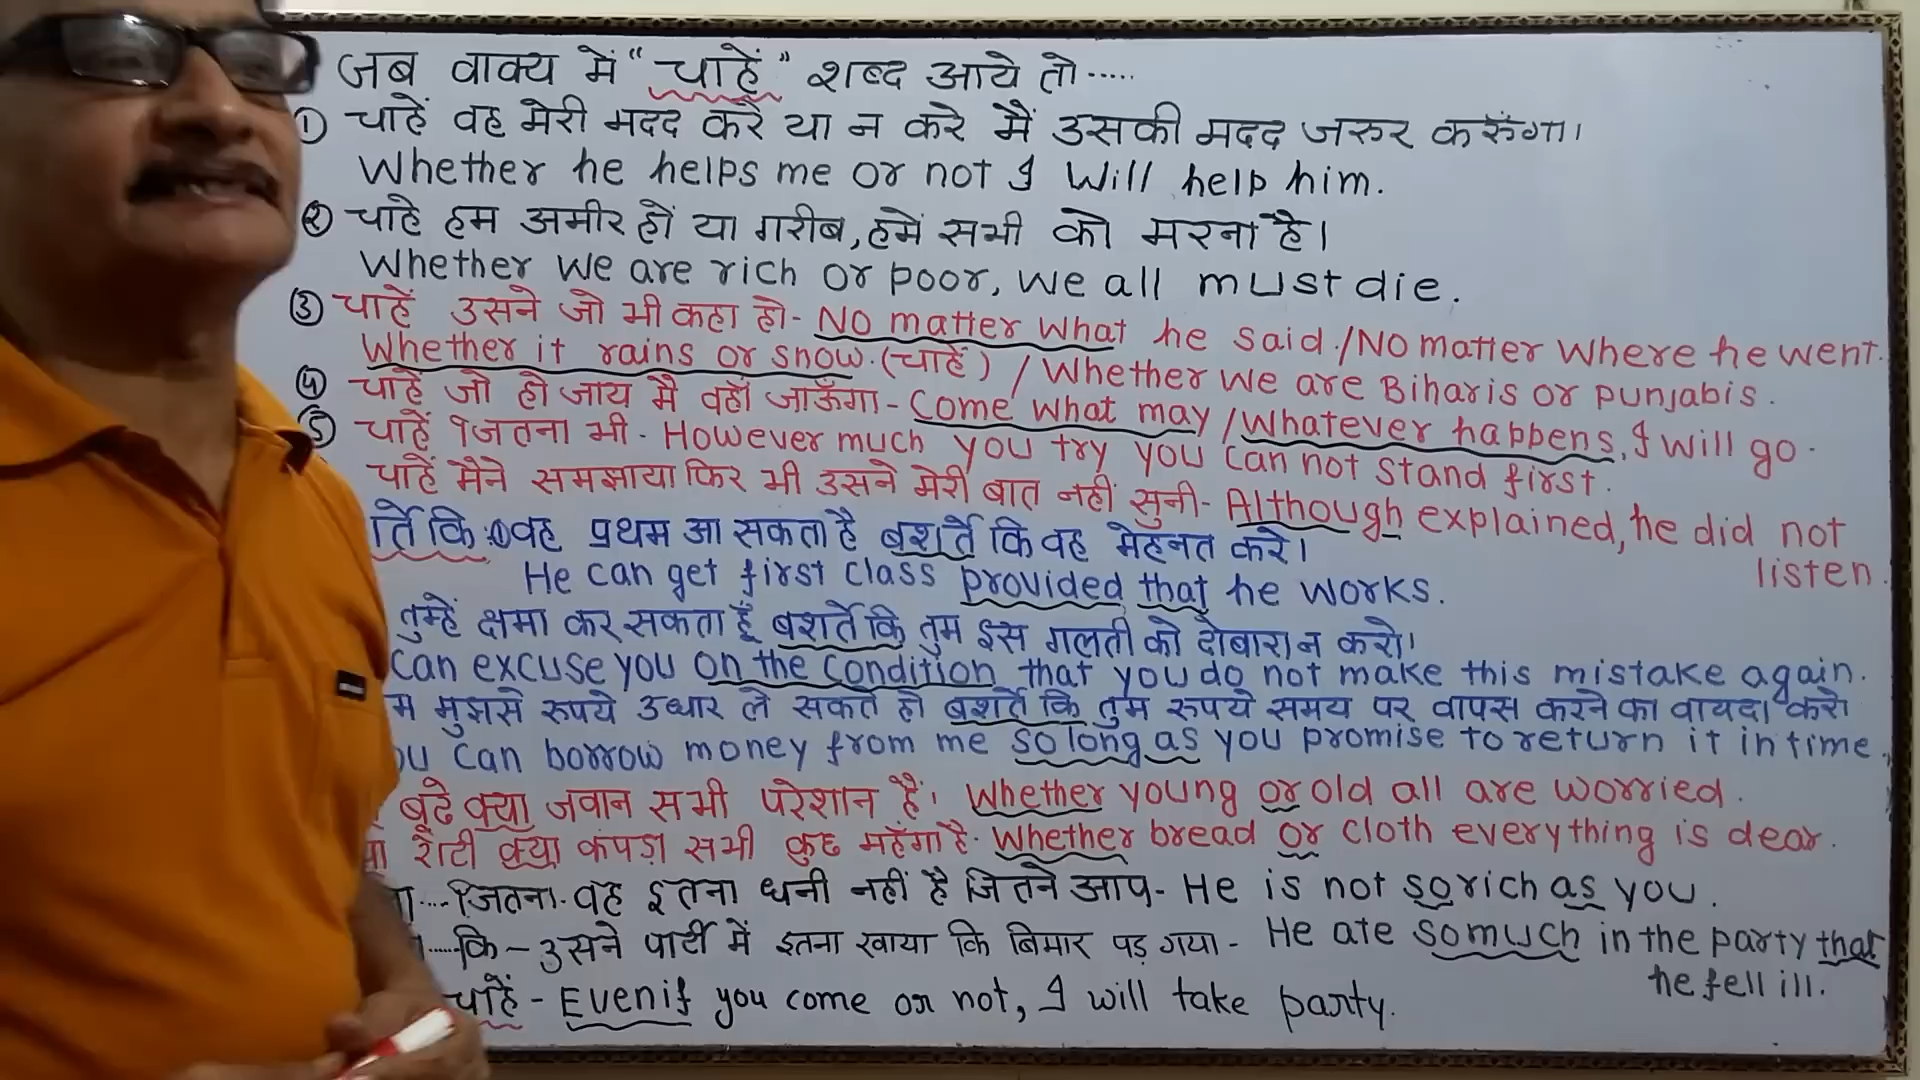 जब वाक्य में "चाहें" शब्द आये तो.....
① चाहें वह मेरी मदद करे या न करे मैं उसकी मदद जरुर करूंगा।
Whether he helps me or not I Will help him.
② चाहे हम अमीर हों या गरीब, हमें सभी को मरना है।
Whether we are rich or poor, we all must die.
③ चाहें उसने जो भी कहा हो- No matter what he said./No matter where he went.
Whether it rains or snow. (चाहें) / Whether we are Biharis or punjabis.
④ चाहें जो हो जाय मै वहाँ जाऊँगा- Come what may /Whatever happens, I will go.
⑤ चाहें जितना भी- However much you try you can not stand first.
चाहें मैने समझाया फिर भी उसने मेरी बात नहीं सुनी- Although explained, he did not listen.
र्ते कि:① वह प्रथम आ सकता है बशर्ते कि वह मेहनत करे।
He can get first class provided that he works.
तुम्हें क्षमा कर सकता हूँ बशर्ते कि तुम इस गलती को दोबारा न करो।
Can excuse you on the condition that you do not make this mistake again.
म मुझसे रुपये उधार ले सकते हो बशर्ते कि तुम रुपये समय पर वापस करने का वायदा करो
ou can borrow money from me so long as you promise to return it in time.
बूढे क्या जवान सभी परेशान हैं। Whether young or old all are worried.
रोटी क्या कपड़ा सभी कुछ महँगा है- Whether bread or cloth everything is dear.
....जितना- वह इतना धनी नहीं है जितने आप- He is not so rich as you.
.....कि – उसने पार्टी में इतना खाया कि बिमार पड़ गया- He ate so much in the party that he fell ill.
चाहें - Even if you come or not, I will take party.